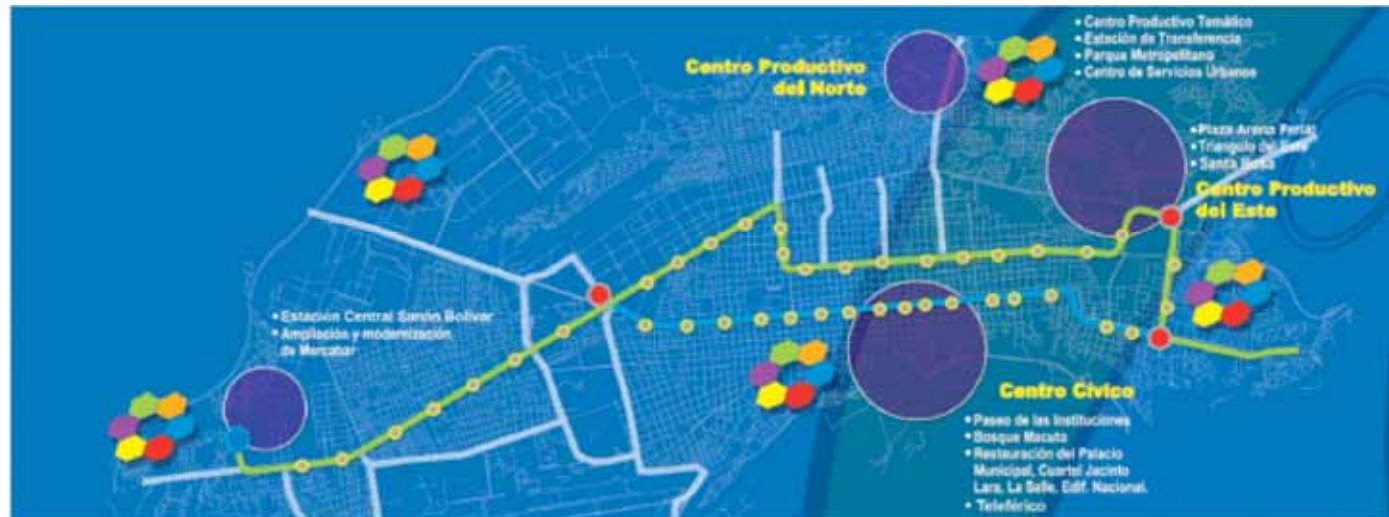 Centro Productivo
del Norte
• Centro Productivo Temático
• Estación de Transferencia
• Parque Metropolitano
• Centro de Servicios Urbanos
• Plaza Arena Ferial
• Triangulo del Este
• Santa Rosa
Centro Productivo
del Este
• Estación Central Simón Bolívar
• Ampliación y modernización
de Mercabar
Centro Cívico
• Paseo de las Instituciones
• Bosque Macuto
• Restauración del Palacio
Municipal, Cuartel Jacinto
Lara, La Salle, Edif. Nacional.
• Teleférico